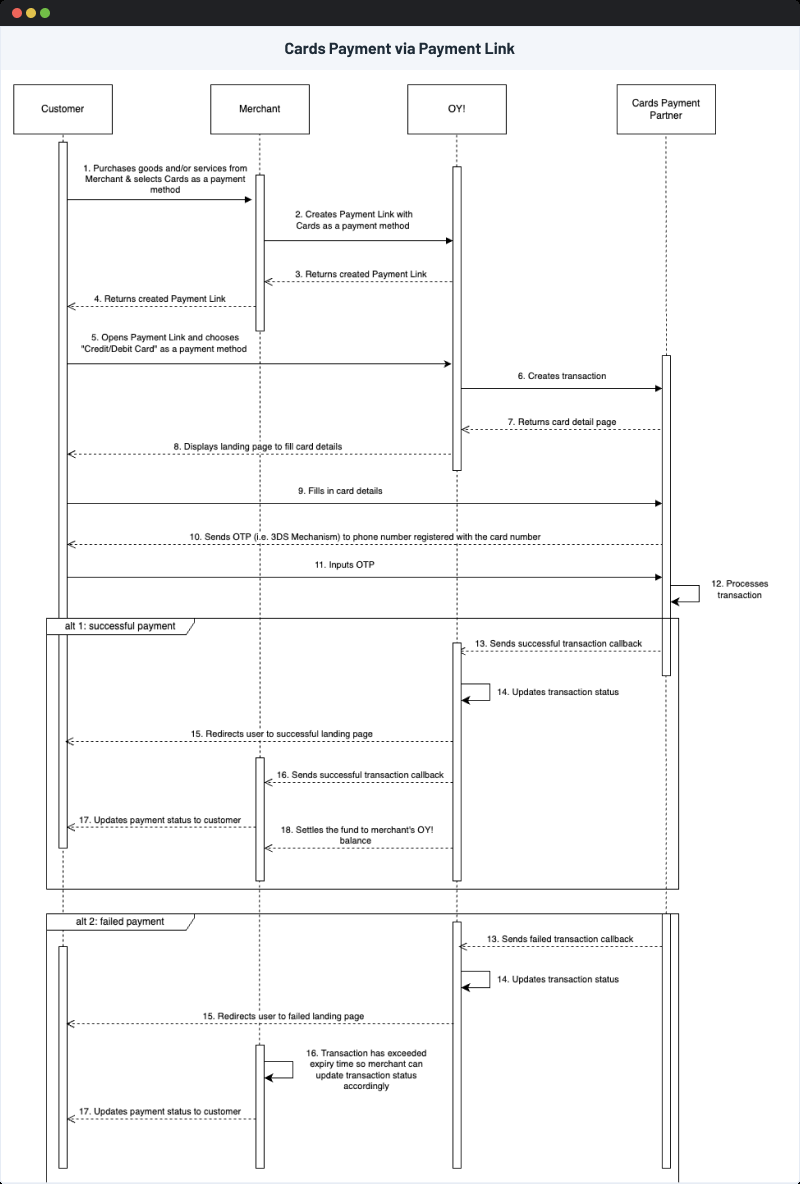 Cards Payment via Payment Link
Customer
Merchant
OY!
Cards Payment
Partner
1. Purchases goods and/or services from
Merchant & selects Cards as a payment
method
2. Creates Payment Link with
Cards as a payment method
3. Returns created Payment Link
4. Returns created Payment Link
5. Opens Payment Link and chooses
"Credit/Debit Card" as a payment method
6. Creates transaction
7. Returns card detail page
8. Displays landing page to fill card details
9. Fills in card details
10. Sends OTP (i.e. 3DS Mechanism) to phone number registered with the card number
11. Inputs OTP
12. Processes
transaction
alt 1: successful payment
13. Sends successful transaction callback
14. Updates transaction status
15. Redirects user to successful landing page
16. Sends successful transaction callback
17. Updates payment status to customer
18. Settles the fund to merchant's OY!
balance
alt 2: failed payment
13. Sends failed transaction callback
14. Updates transaction status
15. Redirects user to failed landing page
16. Transaction has exceeded
expiry time so merchant can
update transaction status
accordingly
17. Updates payment status to customer